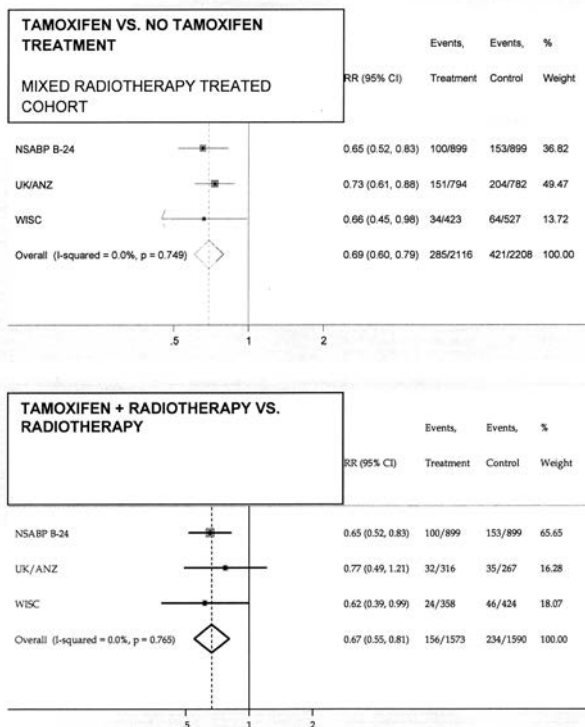 TAMOXIFEN VS. NO TAMOXIFEN
TREATMENT
MIXED RADIOTHERAPY TREATED
COHORT
Events, Events, %
RR (95% CI) Treatment Control Weight
NSABP B-24 0.65 (0.52, 0.83) 100/899 153/899 36.82
UK/ANZ 0.73 (0.61, 0.88) 151/794 204/782 49.47
WISC 0.66 (0.45, 0.98) 34/423 64/527 13.72
Overall (I-squared = 0.0%, p = 0.749) 0.69 (0.60, 0.79) 285/2116 421/2208 100.00
.5 1 2
TAMOXIFEN + RADIOTHERAPY VS.
RADIOTHERAPY
Events, Events, %
RR (95% CI) Treatment Control Weight
NSABP B-24 0.65 (0.52, 0.83) 100/899 153/899 65.65
UK/ANZ 0.77 (0.49, 1.21) 32/316 35/267 16.28
WISC 0.62 (0.39, 0.99) 24/358 46/424 18.07
Overall (I-squared = 0.0%, p = 0.765) 0.67 (0.55, 0.81) 156/1573 234/1590 100.00
.5 1 2